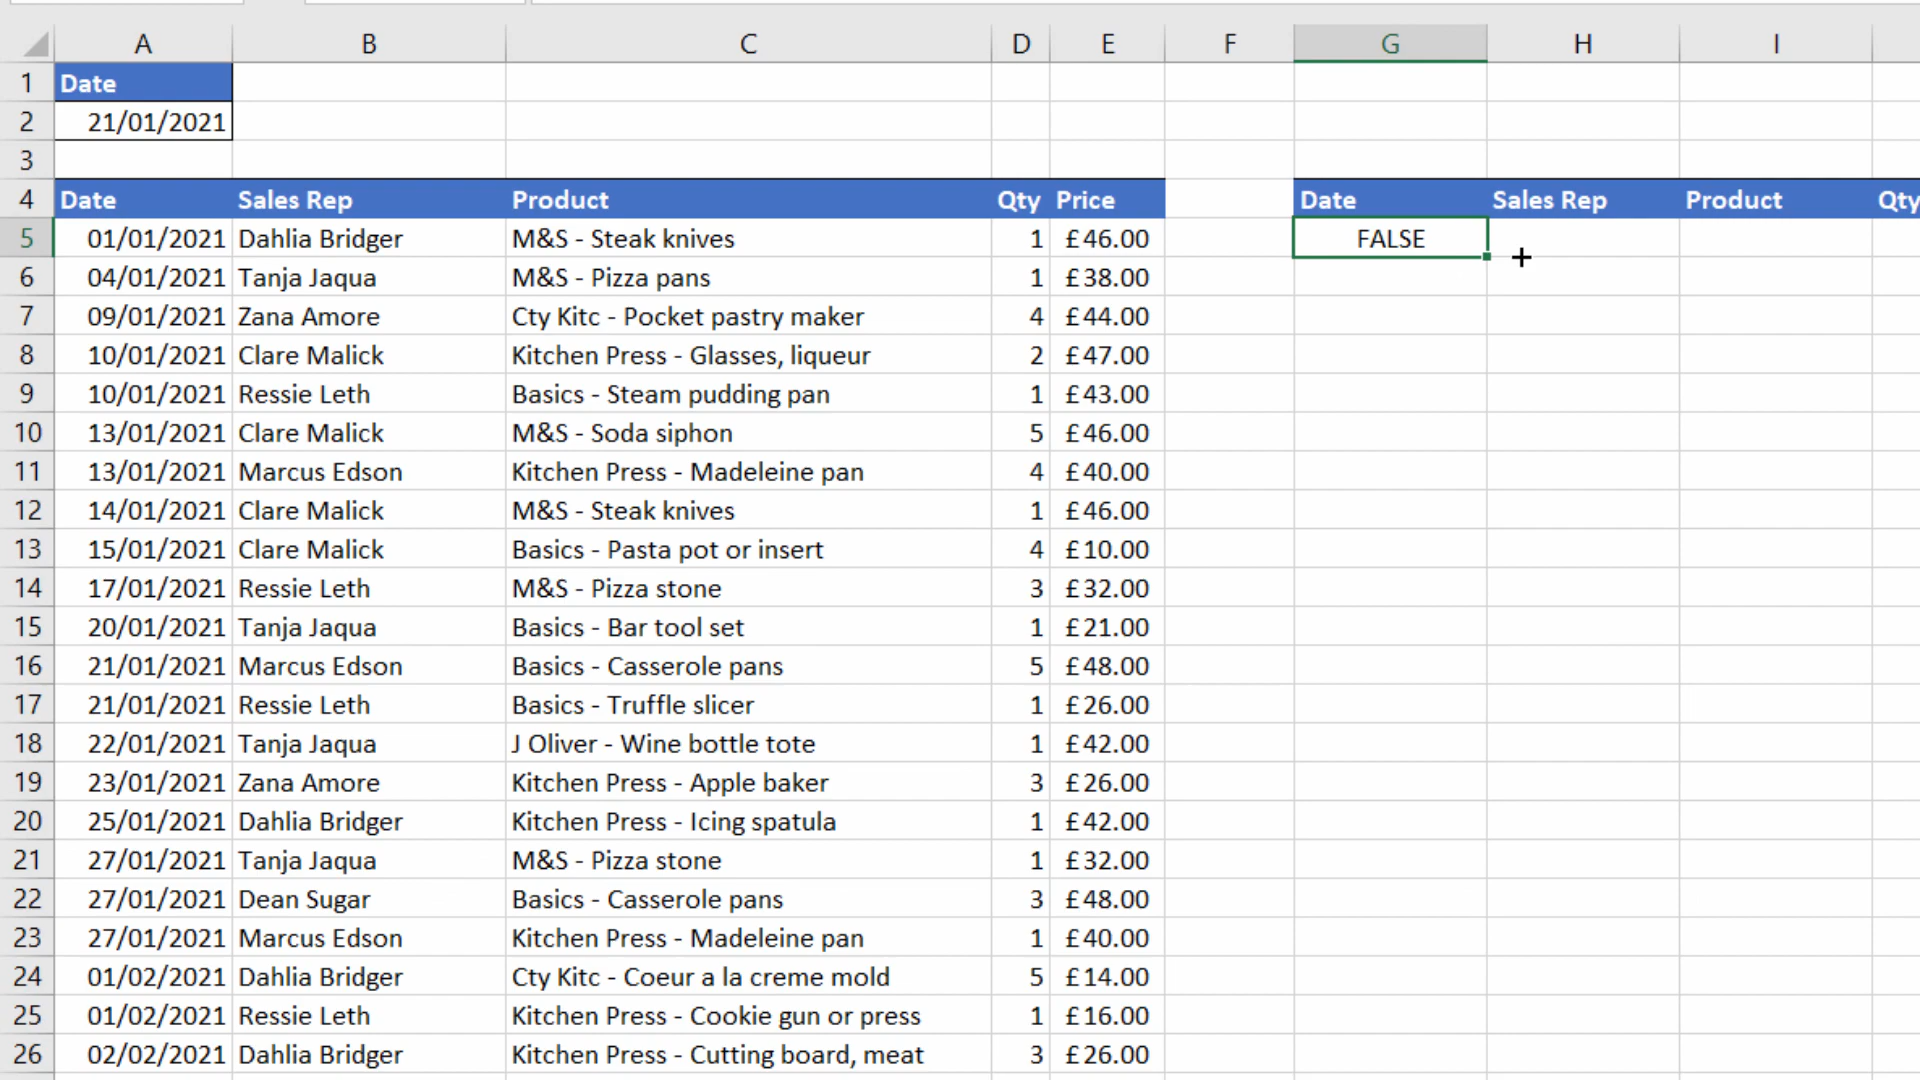 A B C D E F G H I
1 Date
2 21/01/2021
3
4 Date Sales Rep Product Qty Price Date Sales Rep Product Qty
5 01/01/2021 Dahlia Bridger M&S - Steak knives 1 £46.00 FALSE
6 04/01/2021 Tanja Jaqua M&S - Pizza pans 1 £38.00
7 09/01/2021 Zana Amore Cty Kitc - Pocket pastry maker 4 £44.00
8 10/01/2021 Clare Malick Kitchen Press - Glasses, liqueur 2 £47.00
9 10/01/2021 Ressie Leth Basics - Steam pudding pan 1 £43.00
10 13/01/2021 Clare Malick M&S - Soda siphon 5 £46.00
11 13/01/2021 Marcus Edson Kitchen Press - Madeleine pan 4 £40.00
12 14/01/2021 Clare Malick M&S - Steak knives 1 £46.00
13 15/01/2021 Clare Malick Basics - Pasta pot or insert 4 £10.00
14 17/01/2021 Ressie Leth M&S - Pizza stone 3 £32.00
15 20/01/2021 Tanja Jaqua Basics - Bar tool set 1 £21.00
16 21/01/2021 Marcus Edson Basics - Casserole pans 5 £48.00
17 21/01/2021 Ressie Leth Basics - Truffle slicer 1 £26.00
18 22/01/2021 Tanja Jaqua J Oliver - Wine bottle tote 1 £42.00
19 23/01/2021 Zana Amore Kitchen Press - Apple baker 3 £26.00
20 25/01/2021 Dahlia Bridger Kitchen Press - Icing spatula 1 £42.00
21 27/01/2021 Tanja Jaqua M&S - Pizza stone 1 £32.00
22 27/01/2021 Dean Sugar Basics - Casserole pans 3 £48.00
23 27/01/2021 Marcus Edson Kitchen Press - Madeleine pan 1 £40.00
24 01/02/2021 Dahlia Bridger Cty Kitc - Coeur a la creme mold 5 £14.00
25 01/02/2021 Ressie Leth Kitchen Press - Cookie gun or press 1 £16.00
26 02/02/2021 Dahlia Bridger Kitchen Press - Cutting board, meat 3 £26.00